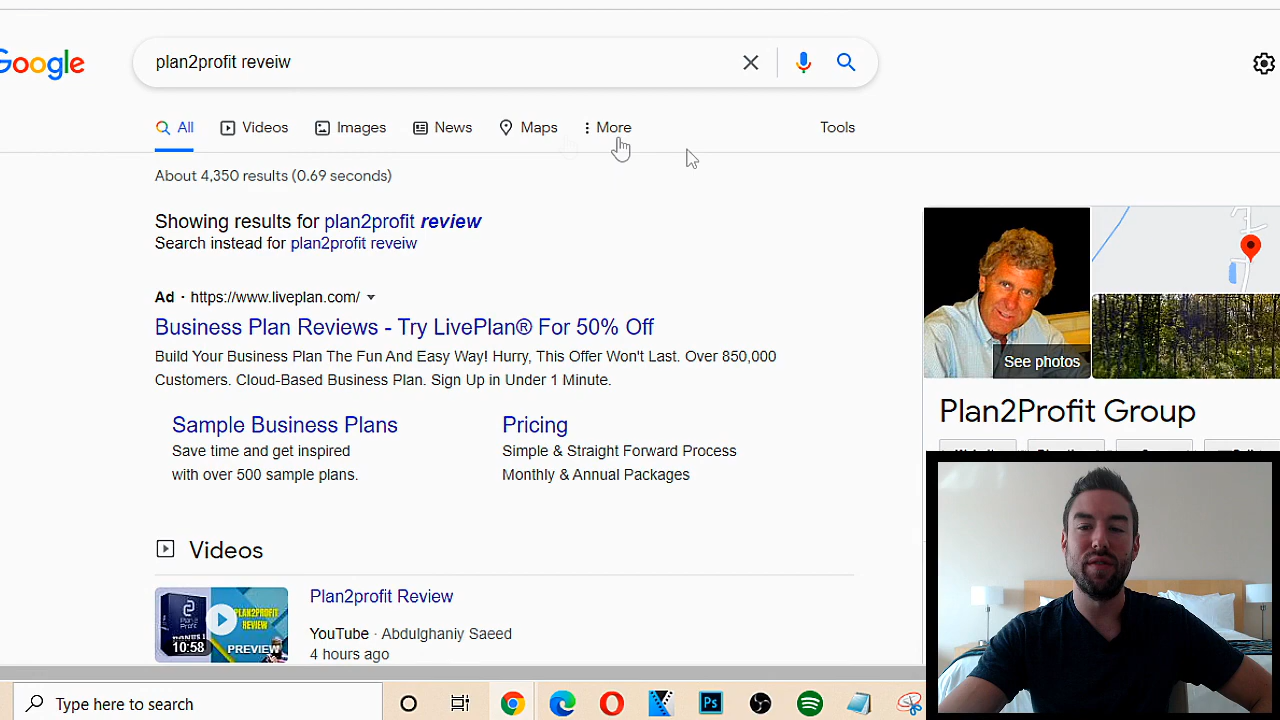 Google
plan2profit reveiw
All Videos Images News Maps More Tools
About 4,350 results (0.69 seconds)
Showing results for plan2profit review
Search instead for plan2profit reveiw
Ad · https://www.liveplan.com/
Business Plan Reviews - Try LivePlan® For 50% Off
Build Your Business Plan The Fun And Easy Way! Hurry, This Offer Won't Last. Over 850,000
Customers. Cloud-Based Business Plan. Sign Up in Under 1 Minute.
Sample Business Plans
Save time and get inspired
with over 500 sample plans.
Pricing
Simple & Straight Forward Process
Monthly & Annual Packages
Videos
PLAN2PROFIT
REVIEW
10:58
PREVIEW
Plan2profit Review
YouTube · Abdulghaniy Saeed
4 hours ago
See photos
Plan2Profit Group
Type here to search
Ps